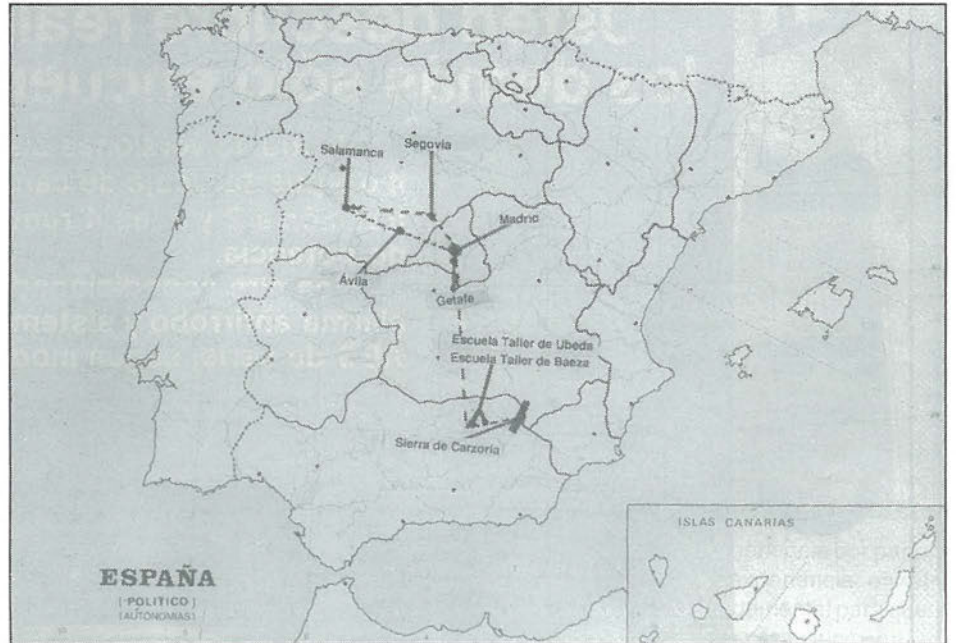 Salamanca
Segovia
Madrid
Ávila
Getafe
Escuela Taller de Ubeda
Escuela Taller de Baeza
Sierra de Carzorla
ISLAS CANARIAS
ESPAÑA
[POLITICO]
[AUTONOMIAS]